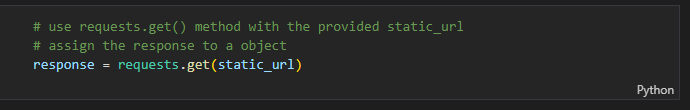 # use requests.get() method with the provided static_url
# assign the response to a object
response = requests.get(static_url)
Python